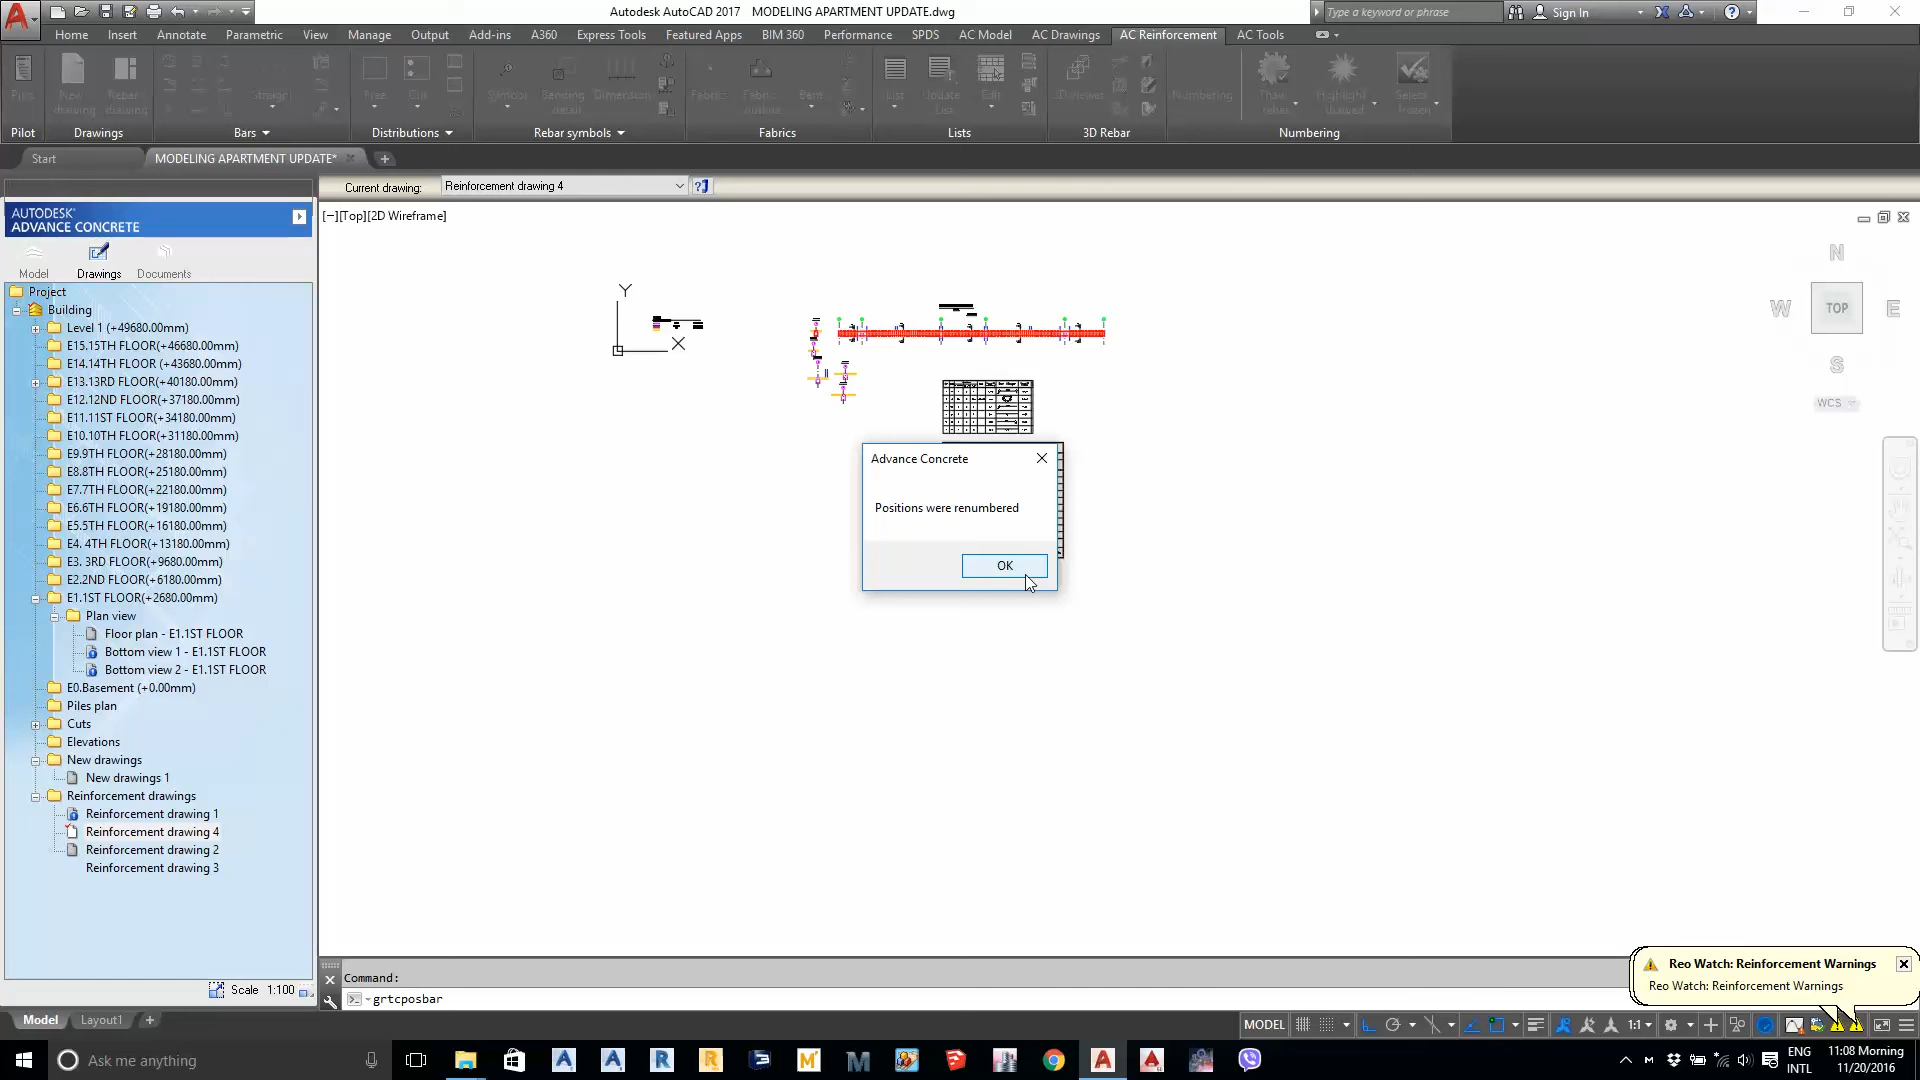 Autodesk AutoCAD 2017 MODELING APARTMENT UPDATE.dwg
Type a keyword or phrase
Sign In
Home Insert Annotate Parametric View Manage Output Add-ins A360 Express Tools Featured Apps BIM 360 Performance SPDS AC Model AC Drawings AC Reinforcement AC Tools
Pilot
Drawings
Bars
Distributions
Rebar symbols
Fabrics
Lists
3D Rebar
Numbering
Start
MODELING APARTMENT UPDATE*
Current drawing: Reinforcement drawing 4
[−][Top][2D Wireframe]
AUTODESK
ADVANCE CONCRETE
Model Drawings Documents
Project
Building
Level 1 (+49680.00mm)
E15.15TH FLOOR(+46680.00mm)
E14.14TH FLOOR (+43680.00mm)
E13.13RD FLOOR(+40180.00mm)
E12.12ND FLOOR(+37180.00mm)
E11.11ST FLOOR(+34180.00mm)
E10.10TH FLOOR(+31180.00mm)
E9.9TH FLOOR(+28180.00mm)
E8.8TH FLOOR(+25180.00mm)
E7.7TH FLOOR(+22180.00mm)
E6.6TH FLOOR(+19180.00mm)
E5.5TH FLOOR(+16180.00mm)
E4. 4TH FLOOR(+13180.00mm)
E3. 3RD FLOOR(+9680.00mm)
E2.2ND FLOOR(+6180.00mm)
E1.1ST FLOOR(+2680.00mm)
Plan view
Floor plan - E1.1ST FLOOR
Bottom view 1 - E1.1ST FLOOR
Bottom view 2 - E1.1ST FLOOR
E0.Basement (+0.00mm)
Piles plan
Cuts
Elevations
New drawings
New drawings 1
Reinforcement drawings
Reinforcement drawing 1
Reinforcement drawing 4
Reinforcement drawing 2
Reinforcement drawing 3
Scale 1:100
Y
X
N
W TOP E
S
WCS
Advance Concrete
Positions were renumbered
OK
Command:
grtcposbar
Reo Watch: Reinforcement Warnings
Reo Watch: Reinforcement Warnings
Model Layout1
MODEL
1:1
Ask me anything
ENG
INTL
11:08 Morning
11/20/2016